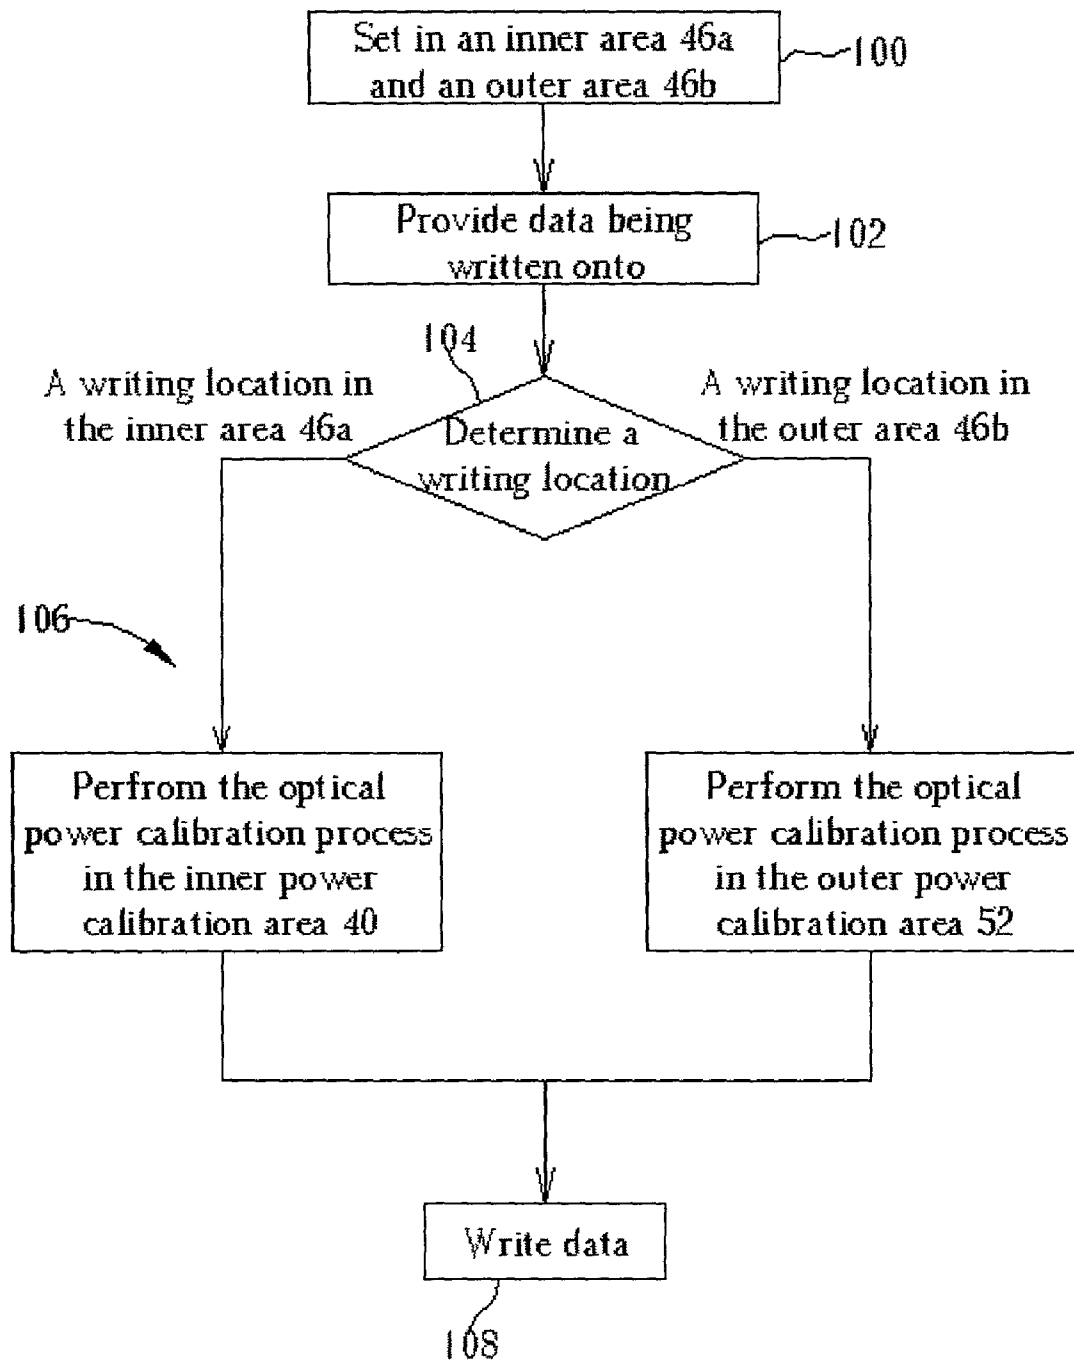 Set in an inner area 46a
and an outer area 46b
100
Provide data being
written onto
102
104
A writing location in
the inner area 46a
Determine a
writing location
A writing location in
the outer area 46b
106
Perfrom the optical
power calibration process
in the inner power
calibration area 40
Perform the optical
power calibration process
in the outer power
calibration area 52
Write data
108